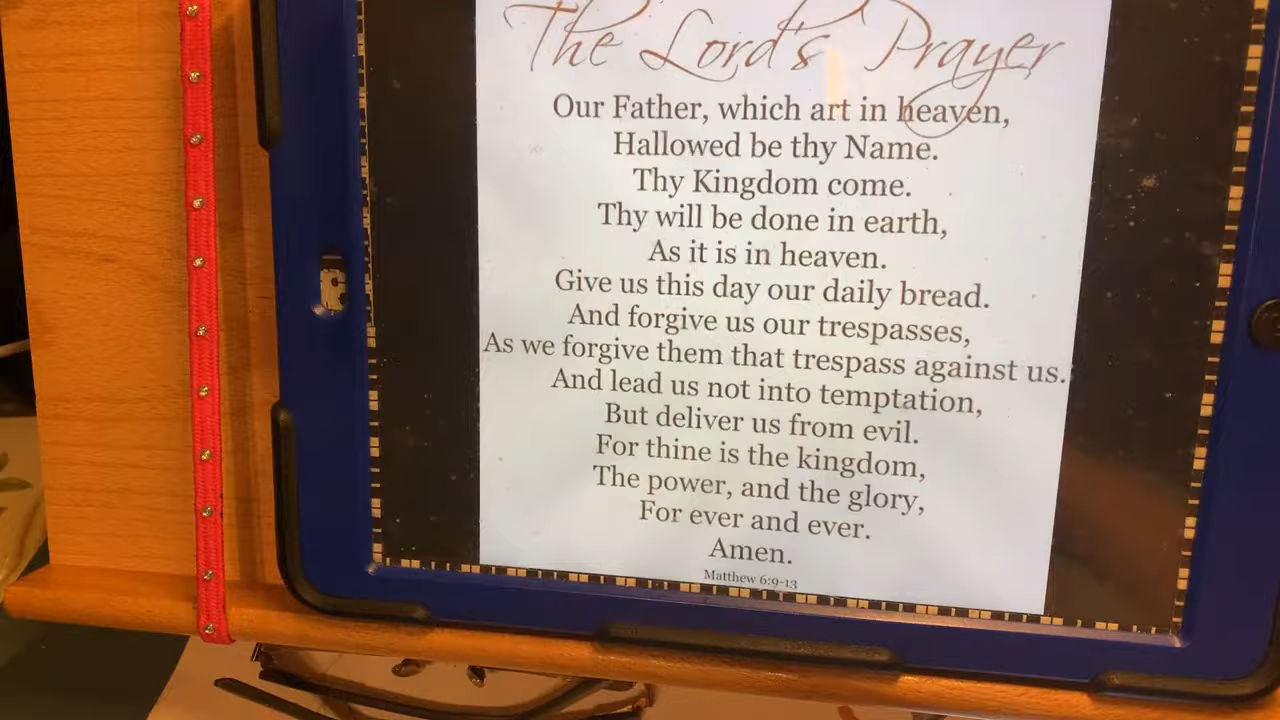 The Lord's Prayer
Our Father, which art in heaven,
Hallowed be thy Name.
Thy Kingdom come.
Thy will be done in earth,
As it is in heaven.
Give us this day our daily bread.
And forgive us our trespasses,
As we forgive them that trespass against us.
And lead us not into temptation,
But deliver us from evil.
For thine is the kingdom,
The power, and the glory,
For ever and ever.
Amen.
Matthew 6:9-13